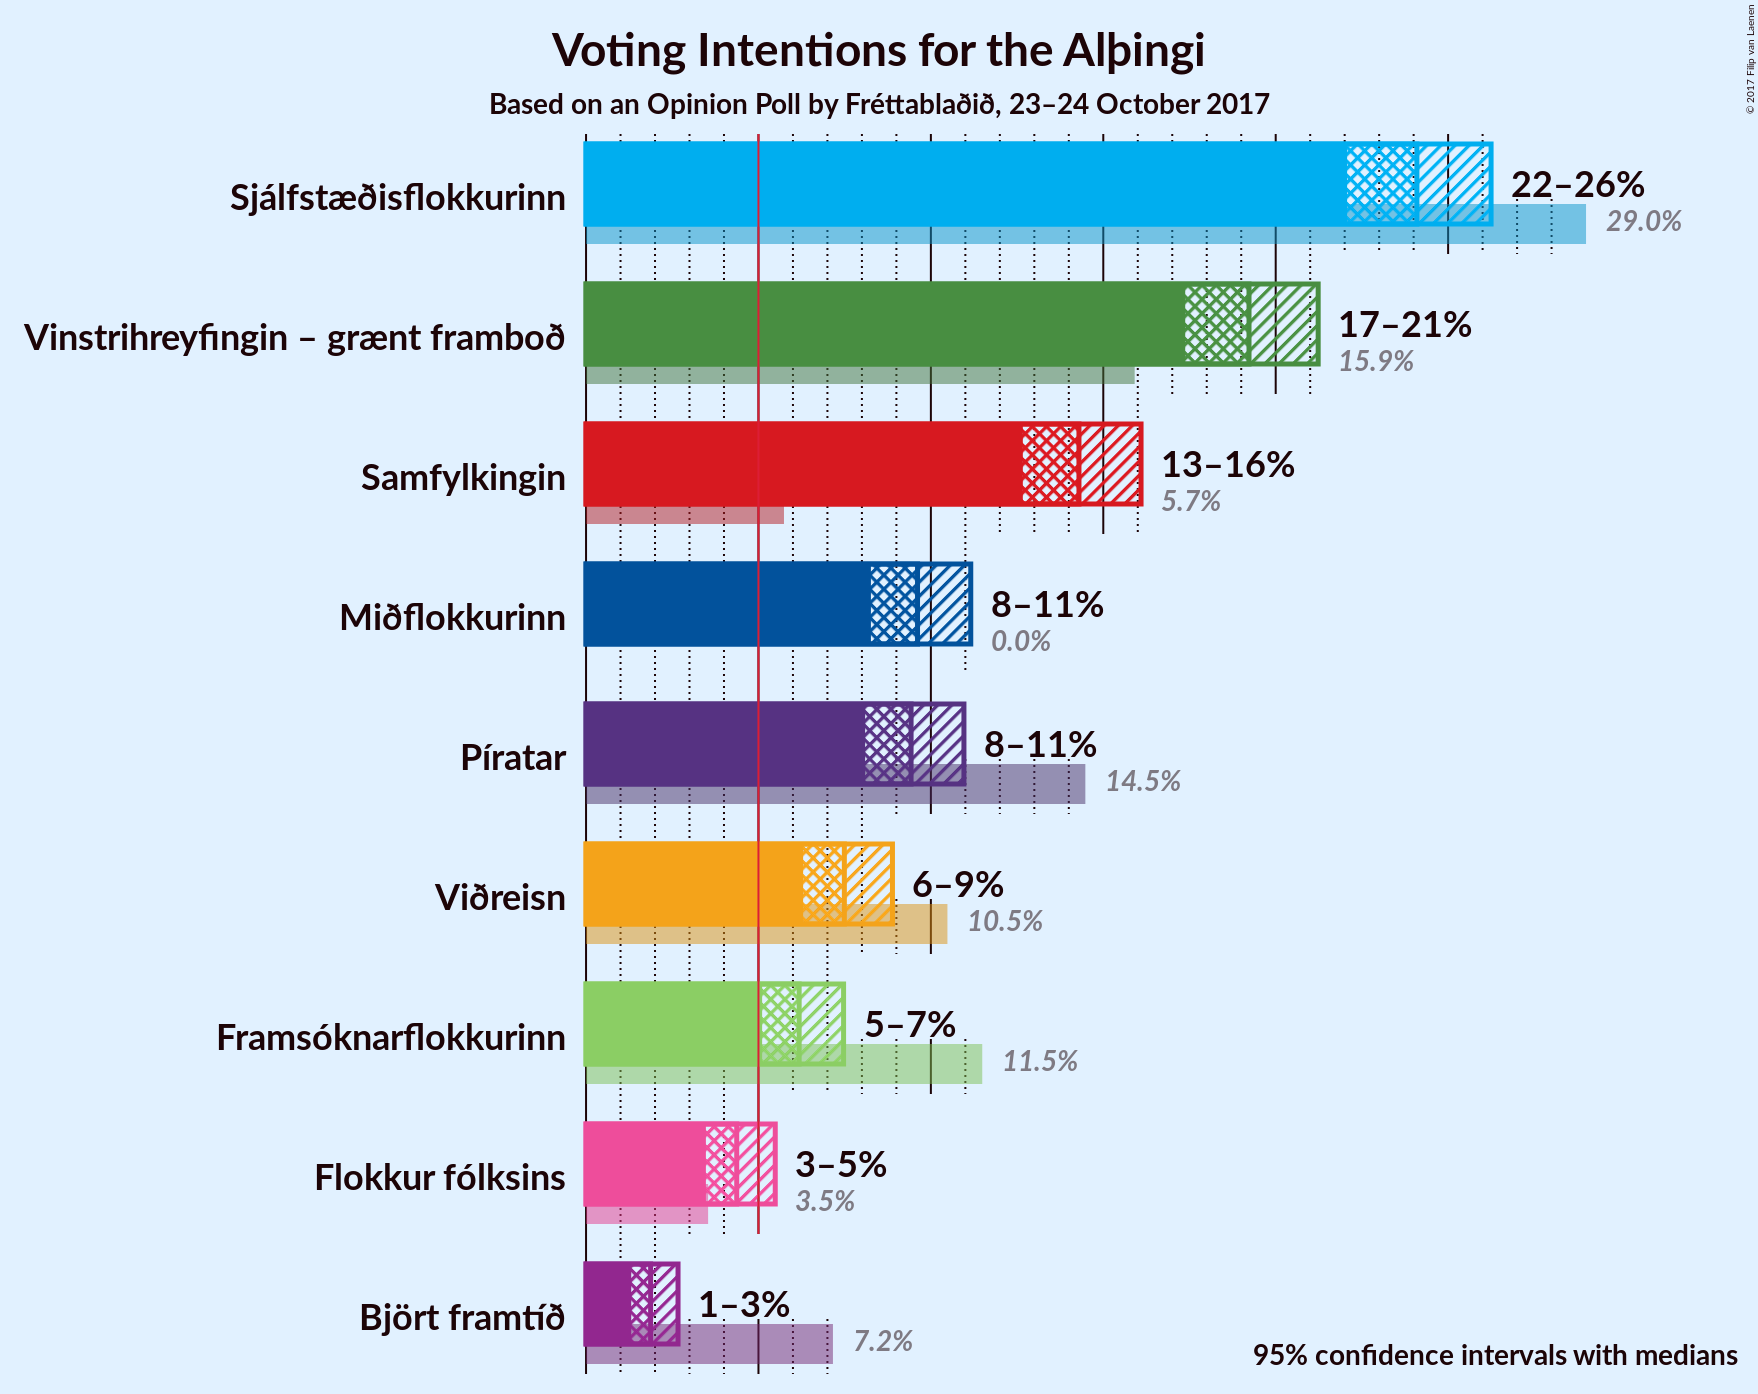 Voting Intentions for the Alþingi
Based on an Opinion Poll by Fréttablaðið, 23–24 October 2017
© 2017 Filip van Laenen
Sjálfstæðisflokkurinn
22–26%
29.0%
Vinstrihreyfingin – grænt framboð
17–21%
15.9%
Samfylkingin
13–16%
5.7%
Miðflokkurinn
8–11%
0.0%
Píratar
8–11%
14.5%
Viðreisn
6–9%
10.5%
Framsóknarflokkurinn
5–7%
11.5%
Flokkur fólksins
3–5%
3.5%
Björt framtíð
1–3%
7.2%
95% confidence intervals with medians